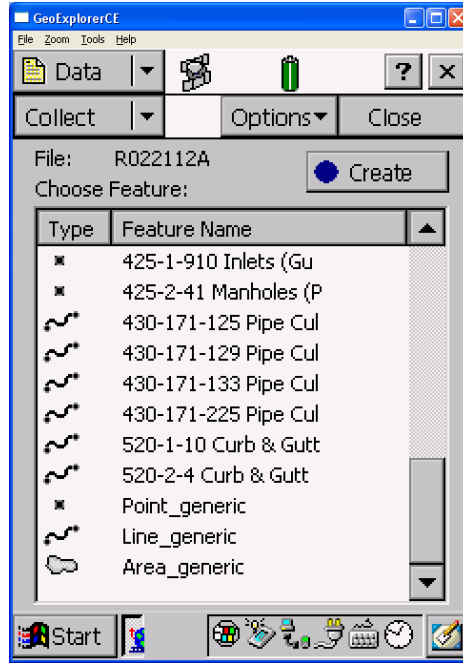 GeoExplorerCE
File Zoom Tools Help
Data ?
Collect Options Close
File: R022112A
Create
Choose Feature:
Type Feature Name
425-1-910 Inlets (Gu
425-2-41 Manholes (P
430-171-125 Pipe Cul
430-171-129 Pipe Cul
430-171-133 Pipe Cul
430-171-225 Pipe Cul
520-1-10 Curb & Gutt
520-2-4 Curb & Gutt
Point_generic
Line_generic
Area_generic
Start